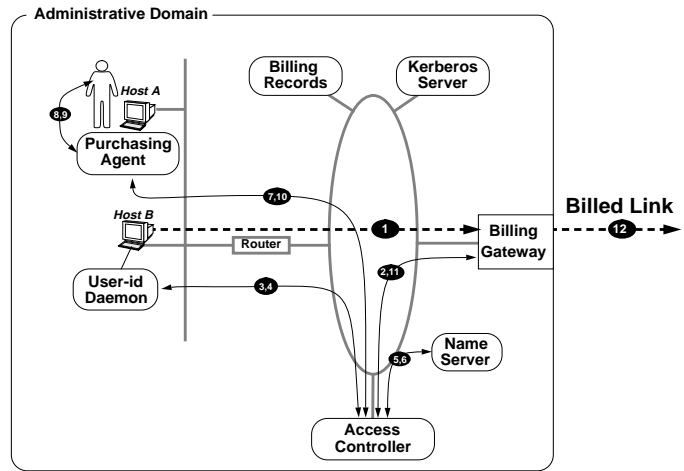 Administrative Domain
Billing
Records
Kerberos
Server
Host A
8,9
Purchasing
Agent
7,10
Billed Link
Host B
1
Billing
Gateway
12
Router
2,11
User-id
Daemon
3,4
Name
Server
5,6
Access
Controller